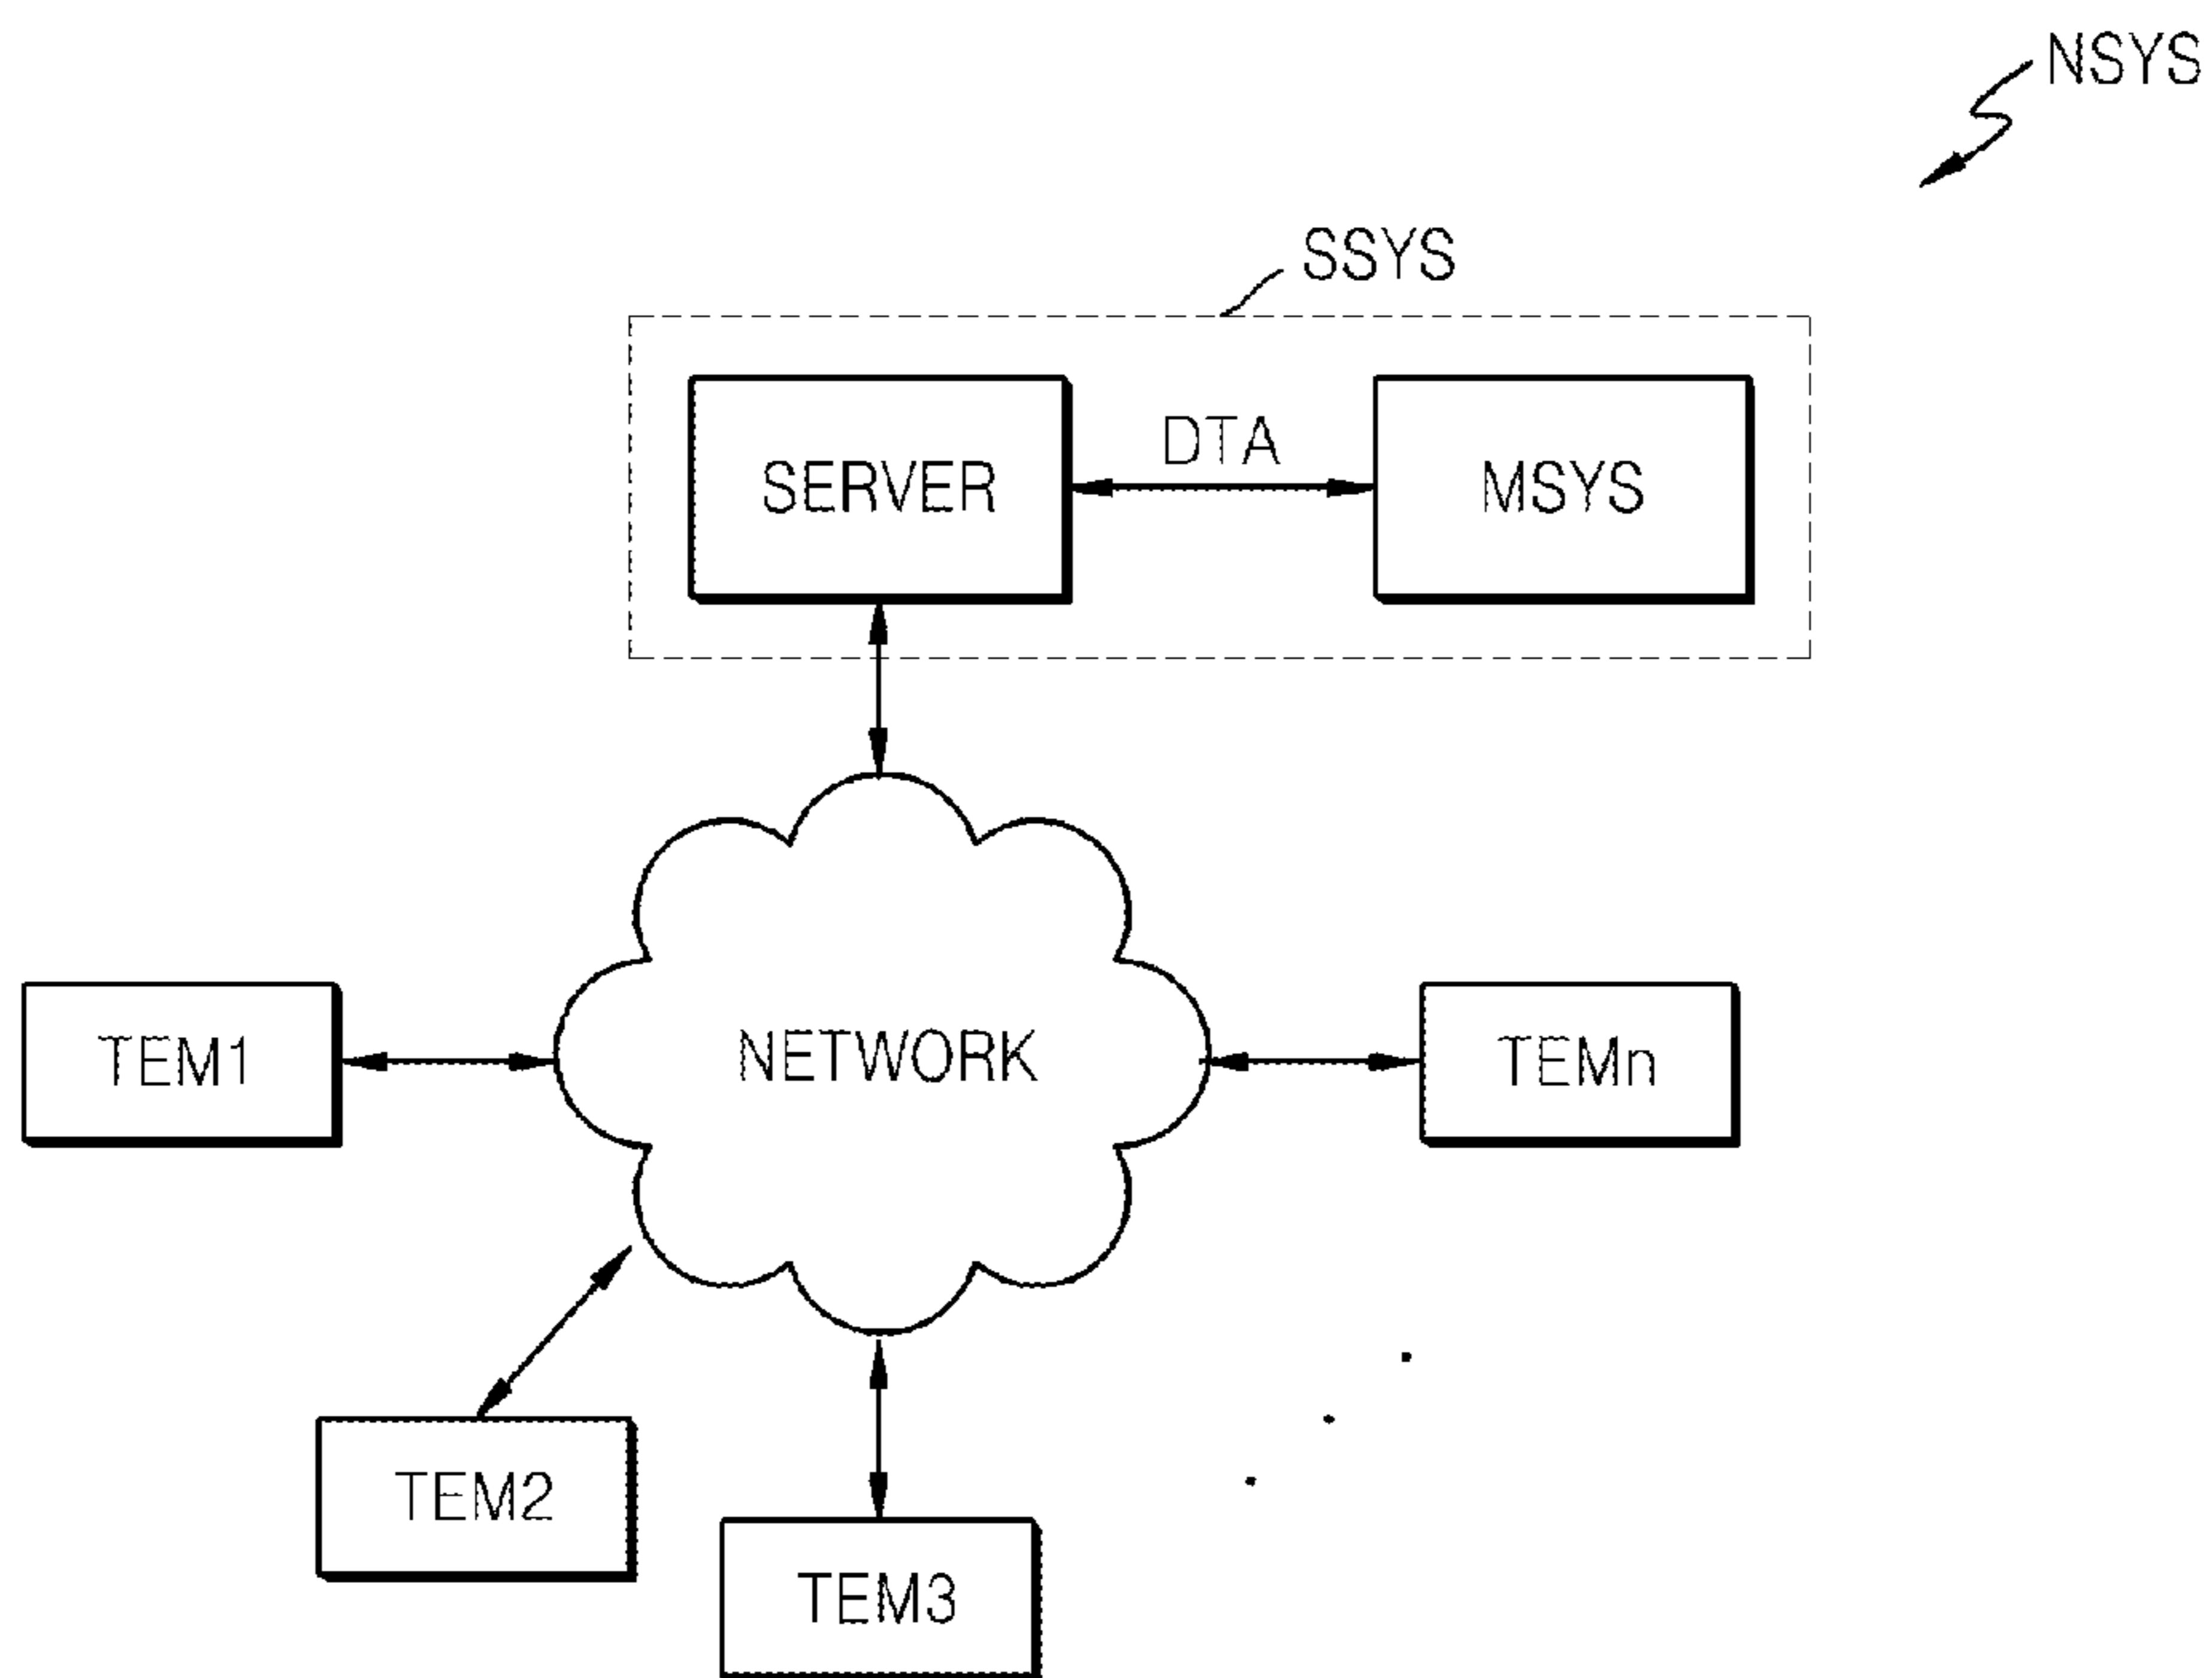 NSYS
SSYS
DTA
SERVER
MSYS
NETWORK
TEM1
TEMn
TEM2
TEM3